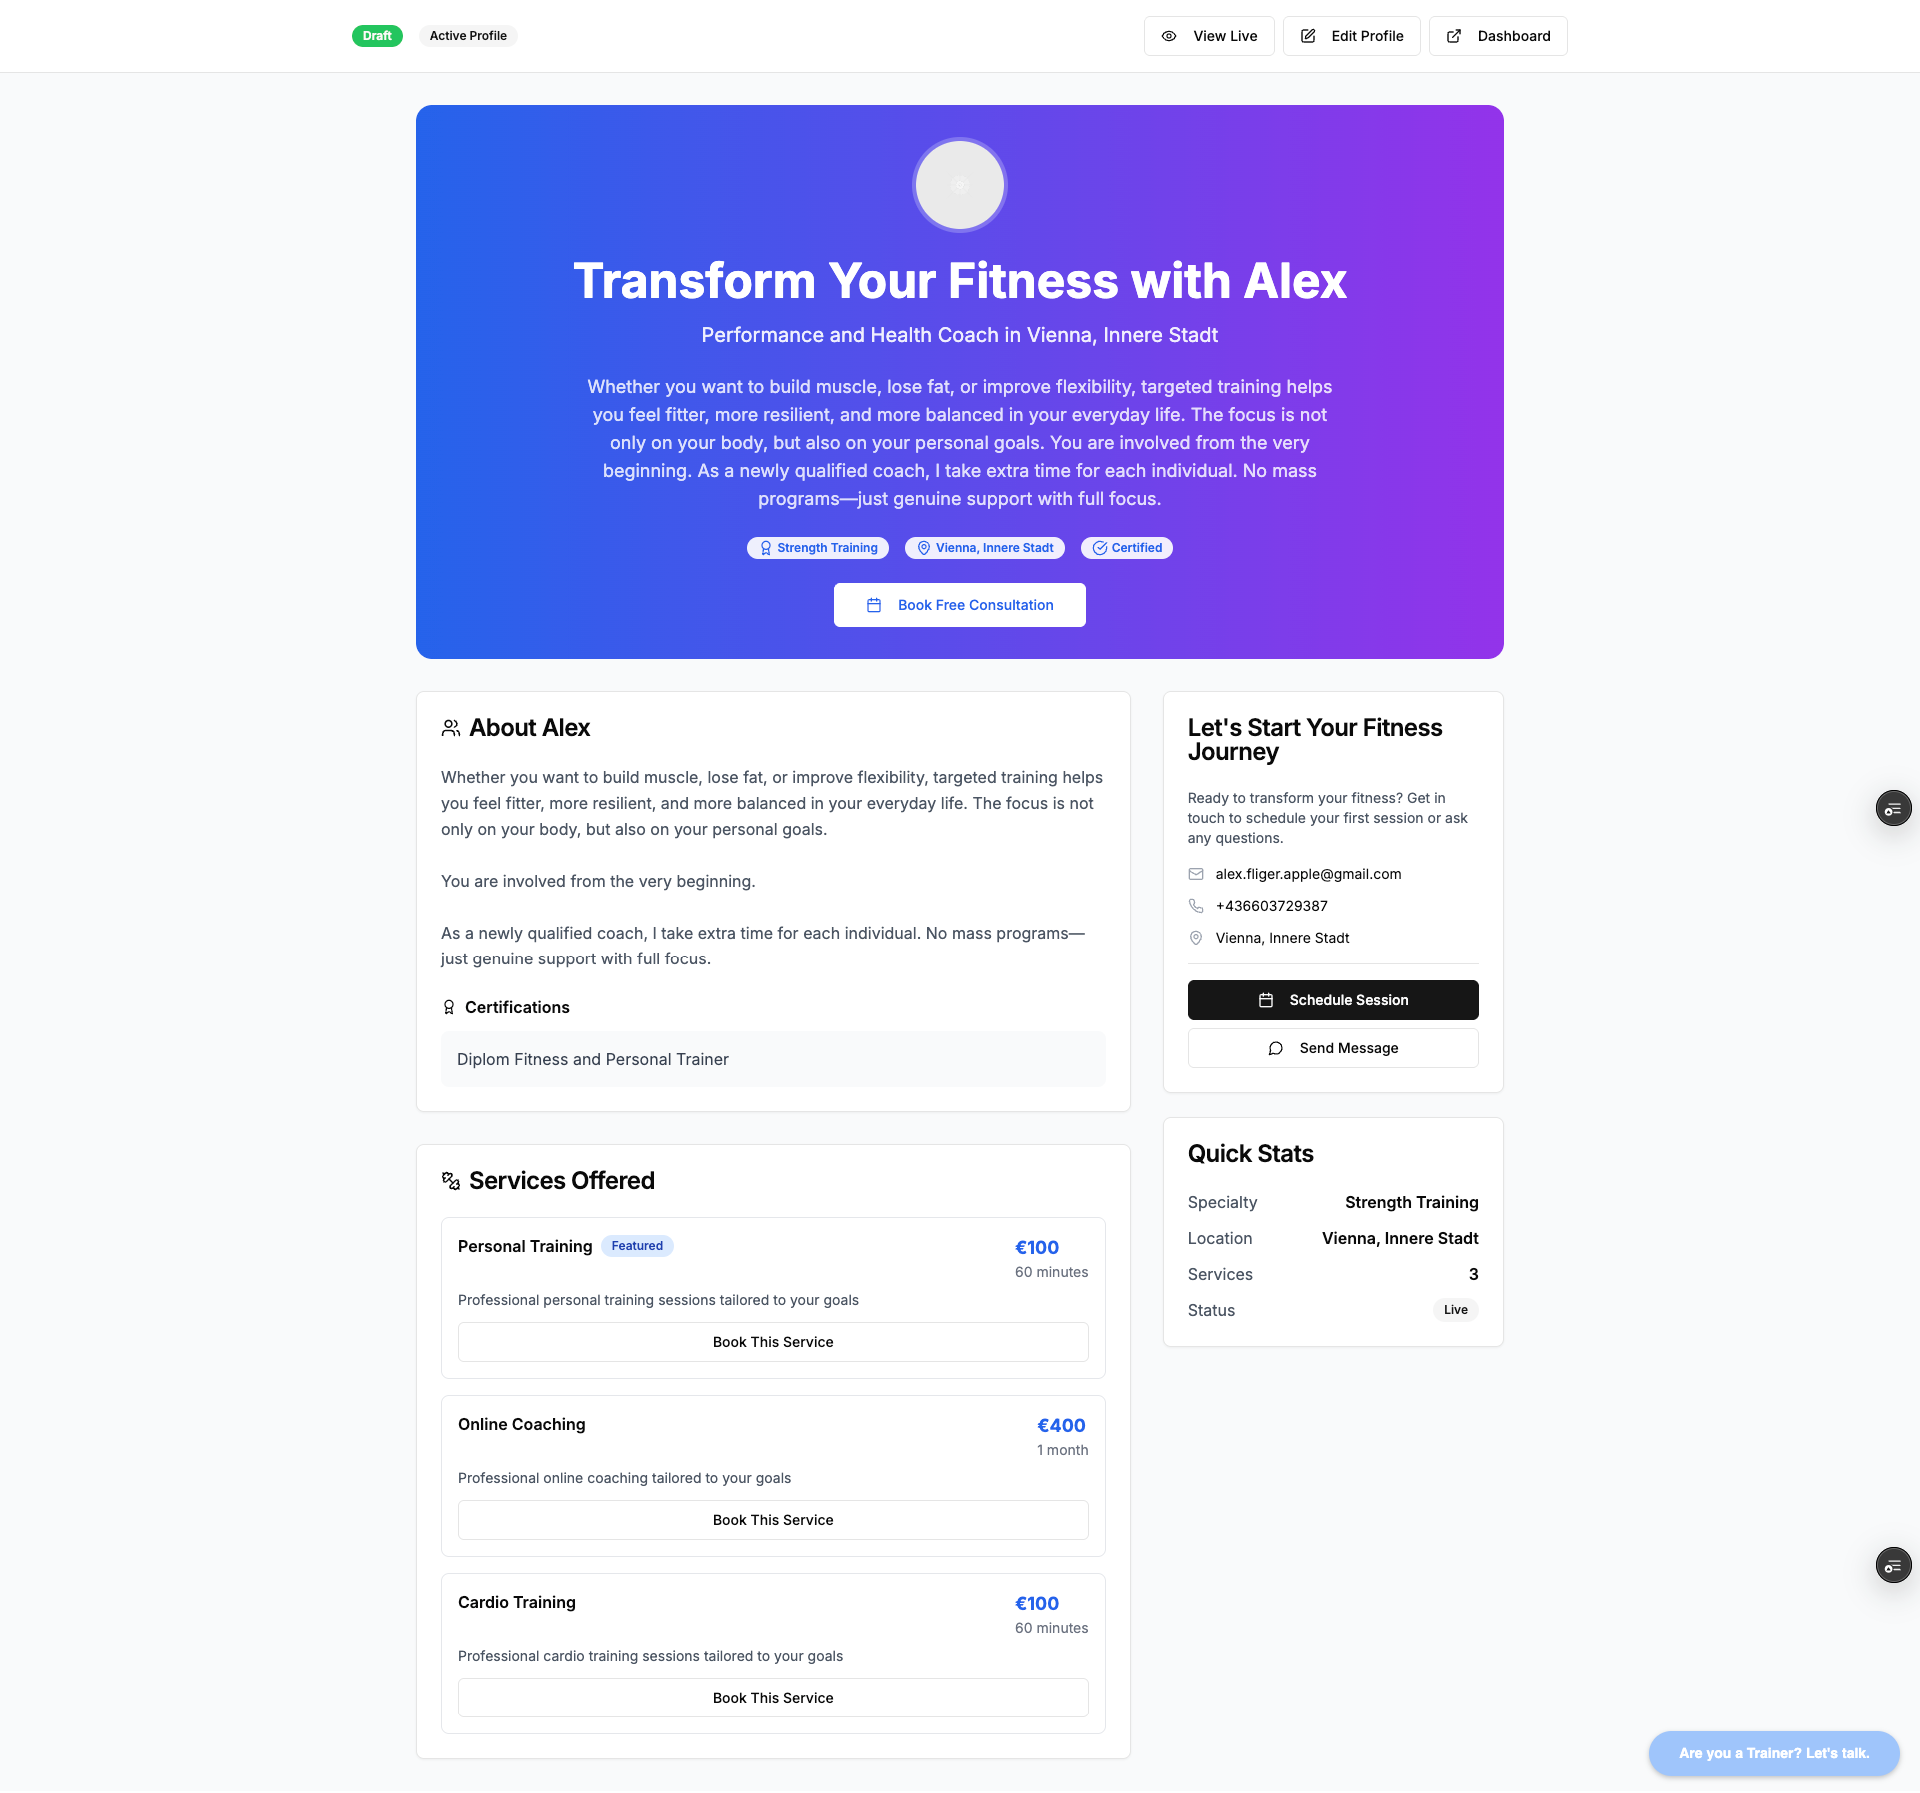 Draft
Active Profile
View Live
Edit Profile
Dashboard
Transform Your Fitness with Alex
Performance and Health Coach in Vienna, Innere Stadt
Whether you want to build muscle, lose fat, or improve flexibility, targeted training helps
you feel fitter, more resilient, and more balanced in your everyday life. The focus is not
only on your body, but also on your personal goals. You are involved from the very
beginning. As a newly qualified coach, I take extra time for each individual. No mass
programs—just genuine support with full focus.
Strength Training
Vienna, Innere Stadt
Certified
Book Free Consultation
About Alex
Whether you want to build muscle, lose fat, or improve flexibility, targeted training helps
you feel fitter, more resilient, and more balanced in your everyday life. The focus is not
only on your body, but also on your personal goals.
You are involved from the very beginning.
As a newly qualified coach, I take extra time for each individual. No mass programs—
just genuine support with full focus.
Certifications
Diplom Fitness and Personal Trainer
Services Offered
Personal Training
Featured
€100
60 minutes
Professional personal training sessions tailored to your goals
Book This Service
Online Coaching
€400
1 month
Professional online coaching tailored to your goals
Book This Service
Cardio Training
€100
60 minutes
Professional cardio training sessions tailored to your goals
Book This Service
Let's Start Your Fitness
Journey
Ready to transform your fitness? Get in
touch to schedule your first session or ask
any questions.
alex.fliger.apple@gmail.com
+436603729387
Vienna, Innere Stadt
Schedule Session
Send Message
Quick Stats
Specialty
Strength Training
Location
Vienna, Innere Stadt
Services
3
Status
Live
Are you a Trainer? Let's talk.